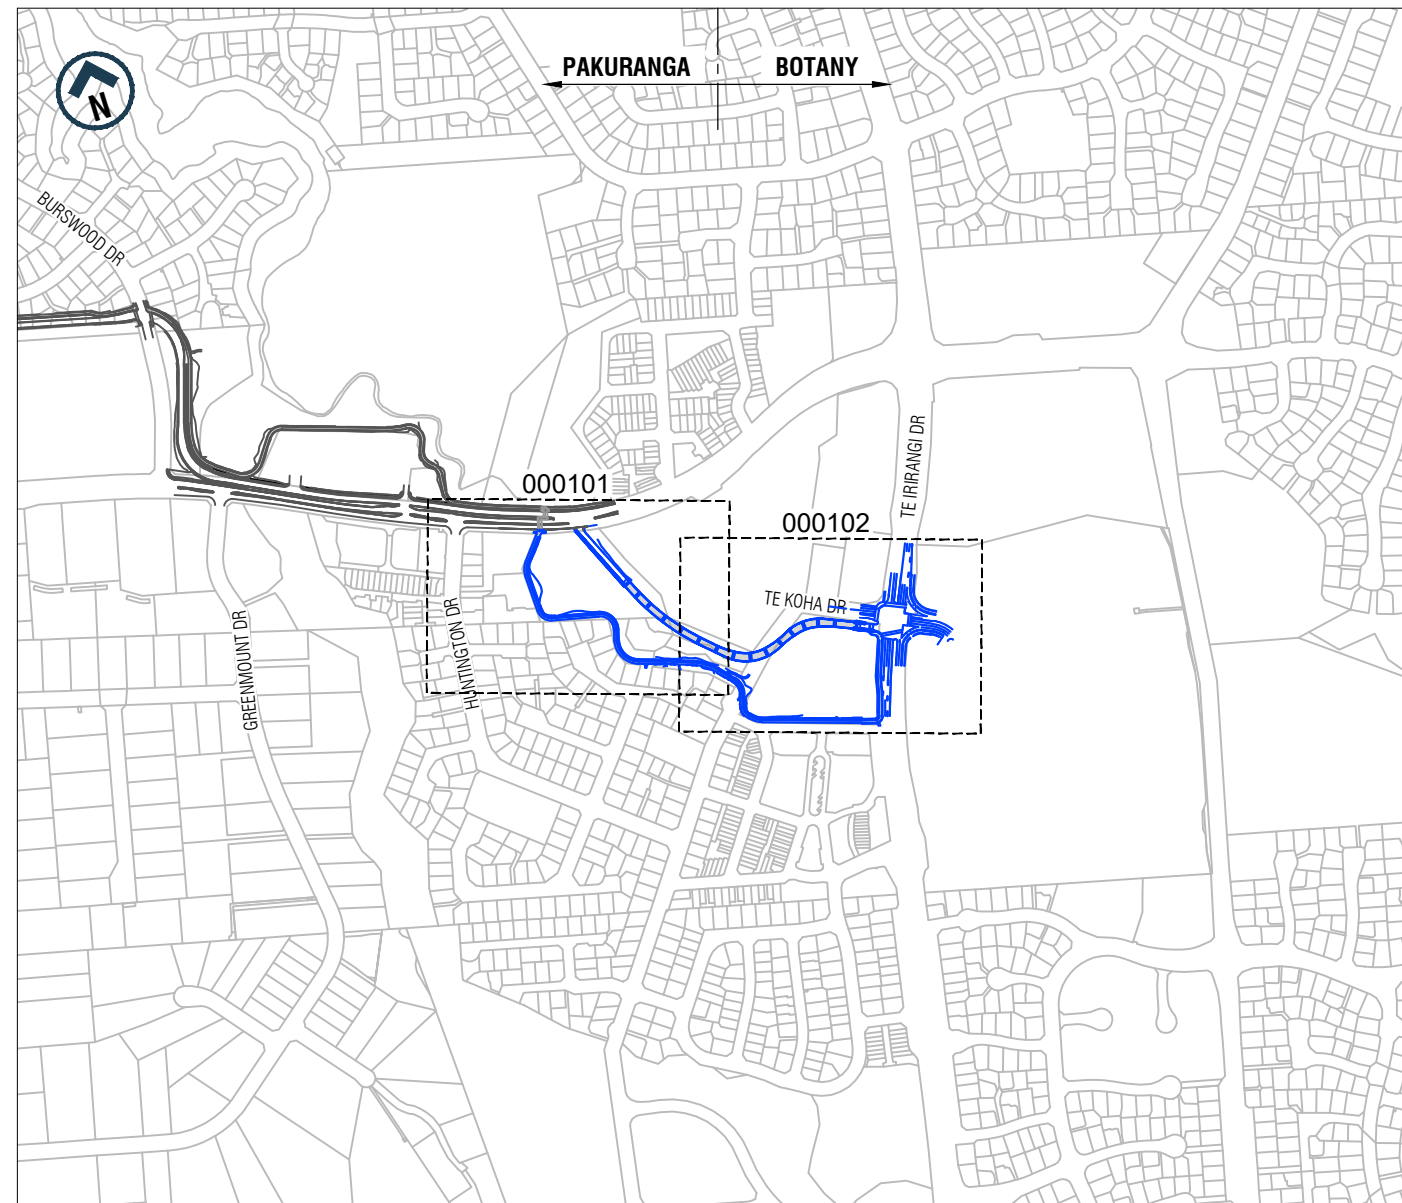 N
PAKURANGA
BOTANY
BURSWOOD DR
TE IRIRANGI DR
000101
000102
TE KOHA DR
HUNTINGTON DR
GREENMOUNT DR